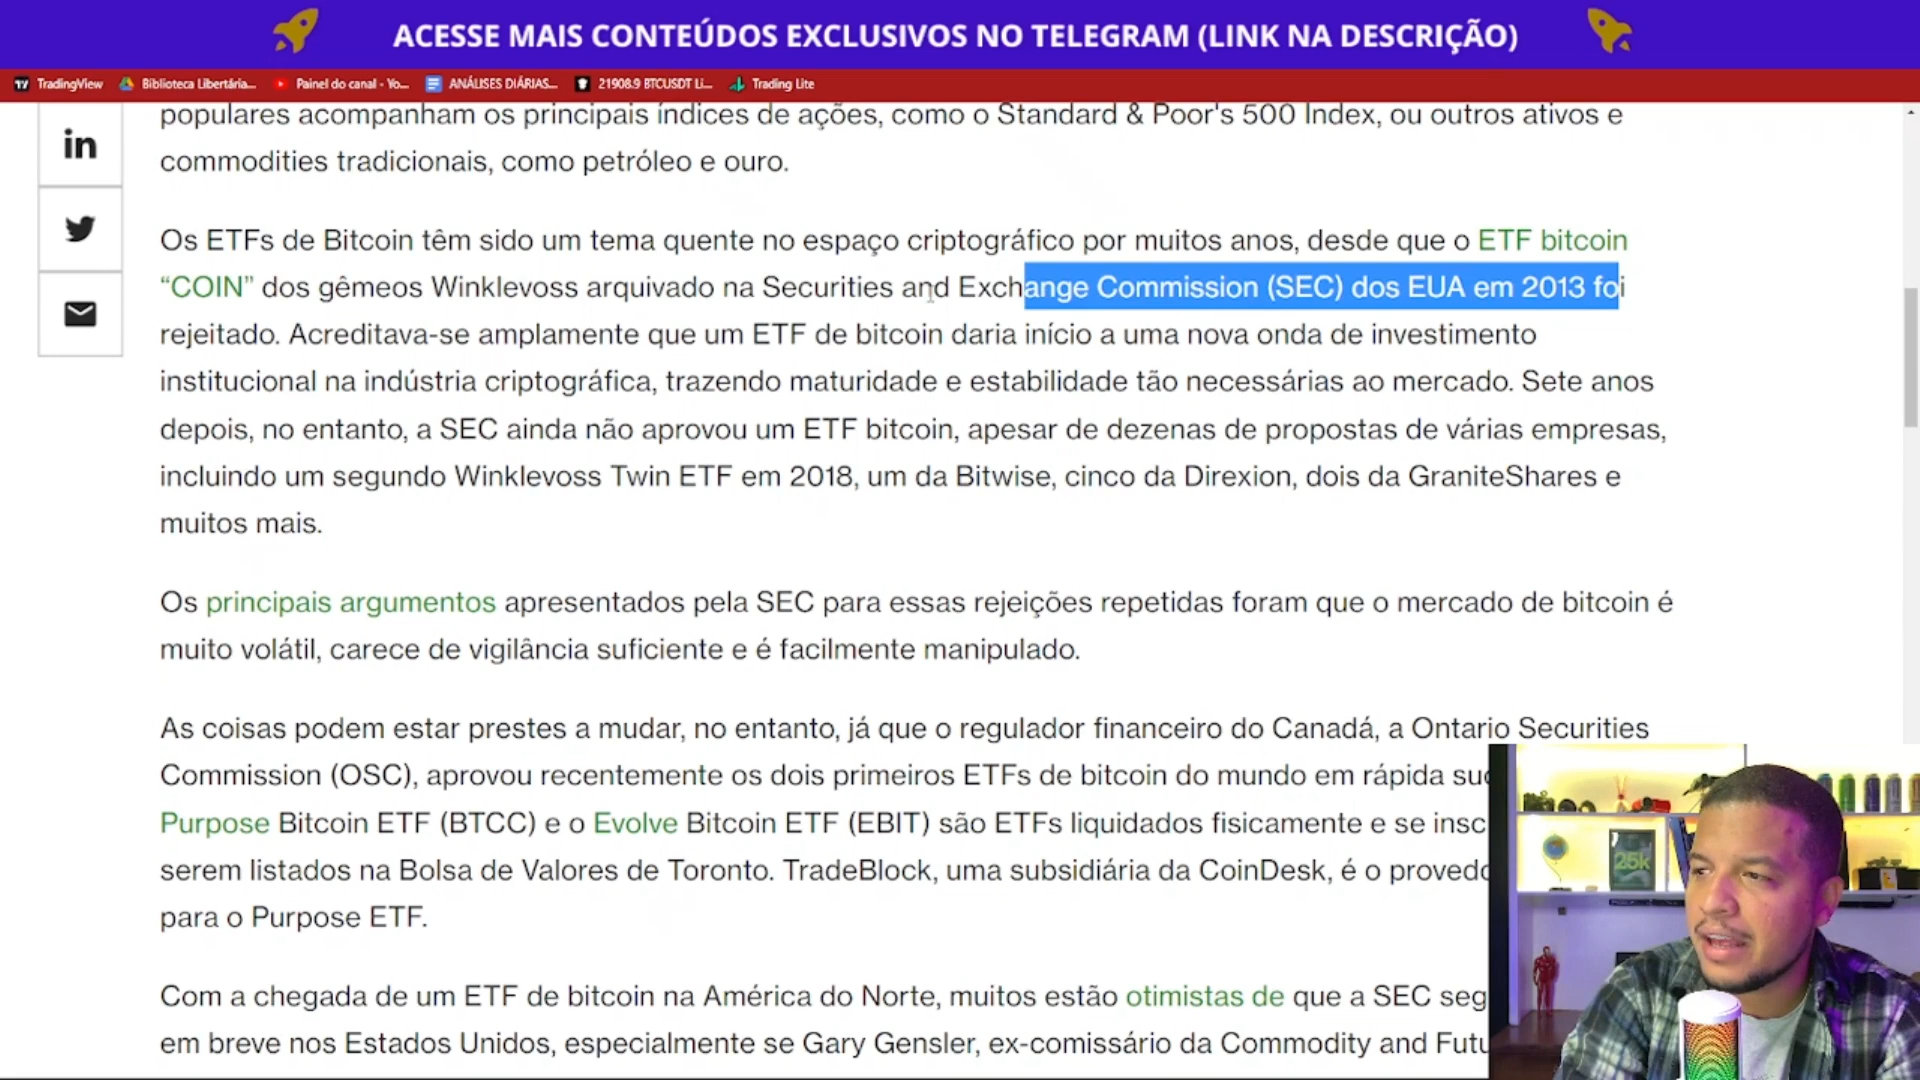 ACESSE MAIS CONTEÚDOS EXCLUSIVOS NO TELEGRAM (LINK NA DESCRIÇÃO)
TradingView Biblioteca Libertária... Painel do canal - Yo... ANÁLISES DIÁRIAS... 21908.9 BTCUSDT Li... Trading Lite
populares acompanham os principais índices de ações, como o Standard & Poor's 500 Index, ou outros ativos e
commodities tradicionais, como petróleo e ouro.
in
Os ETFs de Bitcoin têm sido um tema quente no espaço criptográfico por muitos anos, desde que o ETF bitcoin
“COIN” dos gêmeos Winklevoss arquivado na Securities and Exchange Commission (SEC) dos EUA em 2013 foi
rejeitado. Acreditava-se amplamente que um ETF de bitcoin daria início a uma nova onda de investimento
institucional na indústria criptográfica, trazendo maturidade e estabilidade tão necessárias ao mercado. Sete anos
depois, no entanto, a SEC ainda não aprovou um ETF bitcoin, apesar de dezenas de propostas de várias empresas,
incluindo um segundo Winklevoss Twin ETF em 2018, um da Bitwise, cinco da Direxion, dois da GraniteShares e
muitos mais.
Os principais argumentos apresentados pela SEC para essas rejeições repetidas foram que o mercado de bitcoin é
muito volátil, carece de vigilância suficiente e é facilmente manipulado.
As coisas podem estar prestes a mudar, no entanto, já que o regulador financeiro do Canadá, a Ontario Securities
Commission (OSC), aprovou recentemente os dois primeiros ETFs de bitcoin do mundo em rápida suc
Purpose Bitcoin ETF (BTCC) e o Evolve Bitcoin ETF (EBIT) são ETFs liquidados fisicamente e se insc
serem listados na Bolsa de Valores de Toronto. TradeBlock, uma subsidiária da CoinDesk, é o provedo
para o Purpose ETF.
25k
Com a chegada de um ETF de bitcoin na América do Norte, muitos estão otimistas de que a SEC seg
em breve nos Estados Unidos, especialmente se Gary Gensler, ex-comissário da Commodity and Futu